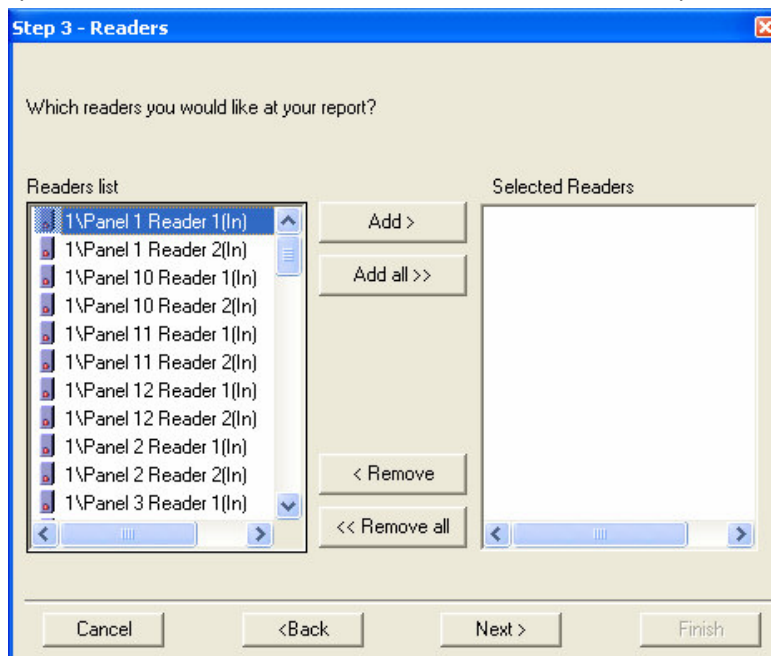 Step 3 - Readers
Which readers you would like at your report?
Readers list
Selected Readers
1\Panel 1 Reader 1(In)
1\Panel 1 Reader 2(In)
1\Panel 10 Reader 1(In)
1\Panel 10 Reader 2(In)
1\Panel 11 Reader 1(In)
1\Panel 11 Reader 2(In)
1\Panel 12 Reader 1(In)
1\Panel 12 Reader 2(In)
1\Panel 2 Reader 1(In)
1\Panel 2 Reader 2(In)
1\Panel 3 Reader 1(In)
Add >
Add all >>
< Remove
<< Remove all
Cancel
<Back
Next >
Finish